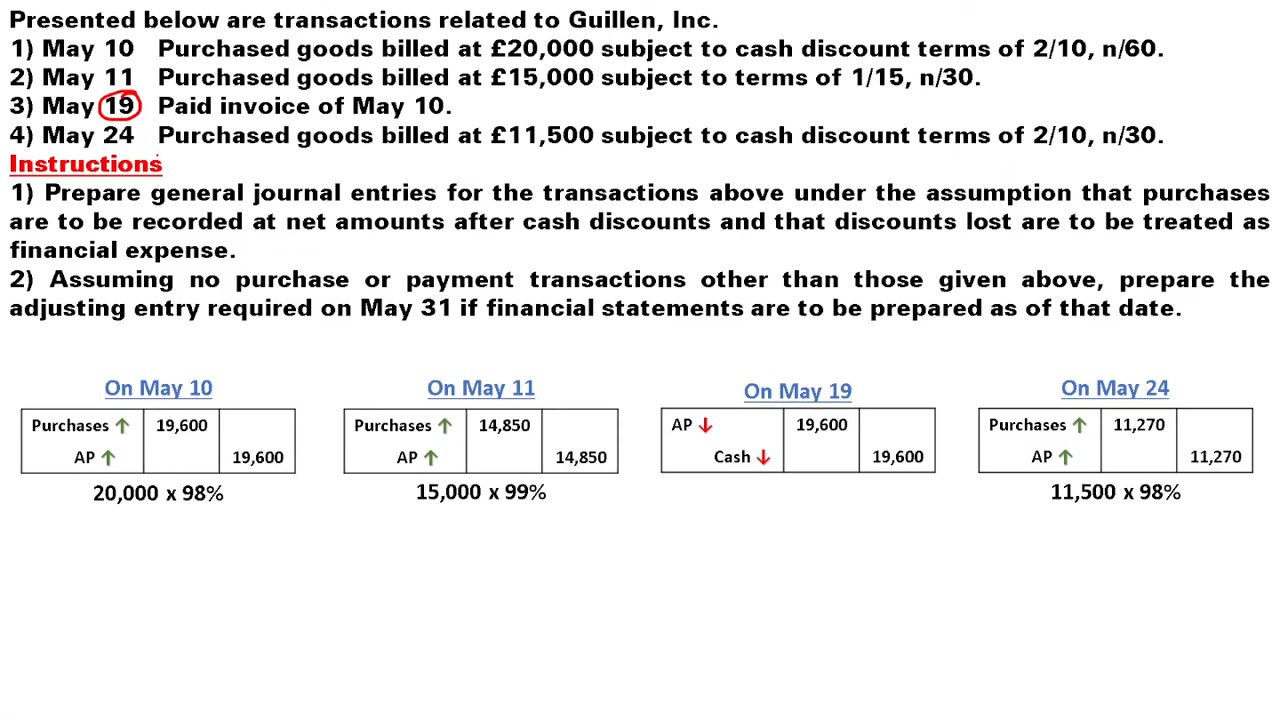 Presented below are transactions related to Guillen, Inc.
1) May 10 Purchased goods billed at £20,000 subject to cash discount terms of 2/10, n/60.
2) May 11 Purchased goods billed at £15,000 subject to terms of 1/15, n/30.
3) May 19 Paid invoice of May 10.
4) May 24 Purchased goods billed at £11,500 subject to cash discount terms of 2/10, n/30.
Instructions
1) Prepare general journal entries for the transactions above under the assumption that purchases
are to be recorded at net amounts after cash discounts and that discounts lost are to be treated as
financial expense.
2) Assuming no purchase or payment transactions other than those given above, prepare the
adjusting entry required on May 31 if financial statements are to be prepared as of that date.
On May 10
Purchases ↑ 19,600
AP ↑ 19,600
20,000 x 98%
On May 11
Purchases ↑ 14,850
AP ↑ 14,850
15,000 x 99%
On May 19
AP ↓ 19,600
Cash ↓ 19,600
On May 24
Purchases ↑ 11,270
AP ↑ 11,270
11,500 x 98%